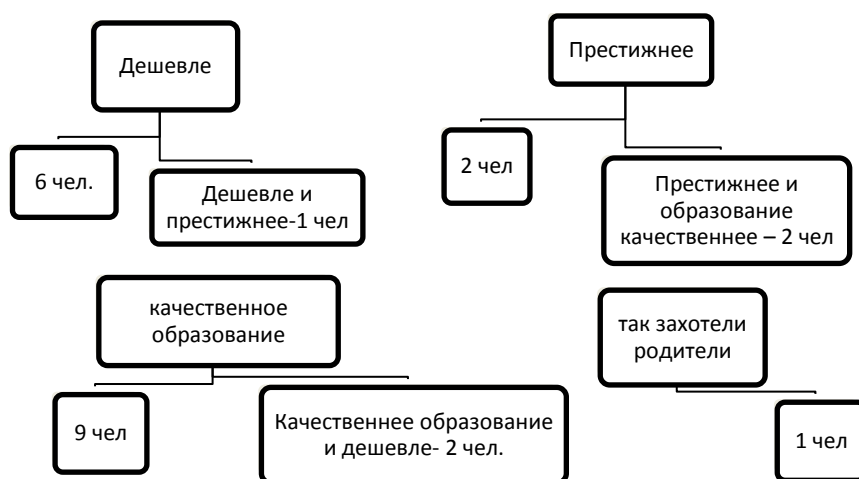 Дешевле
6 чел.
Дешевле и
престижнее-1 чел
Престижнее
2 чел
Престижнее и
образование
качественнее – 2 чел
качественное
образование
9 чел
Качественнее образование
и дешевле- 2 чел.
так захотели
родители
1 чел